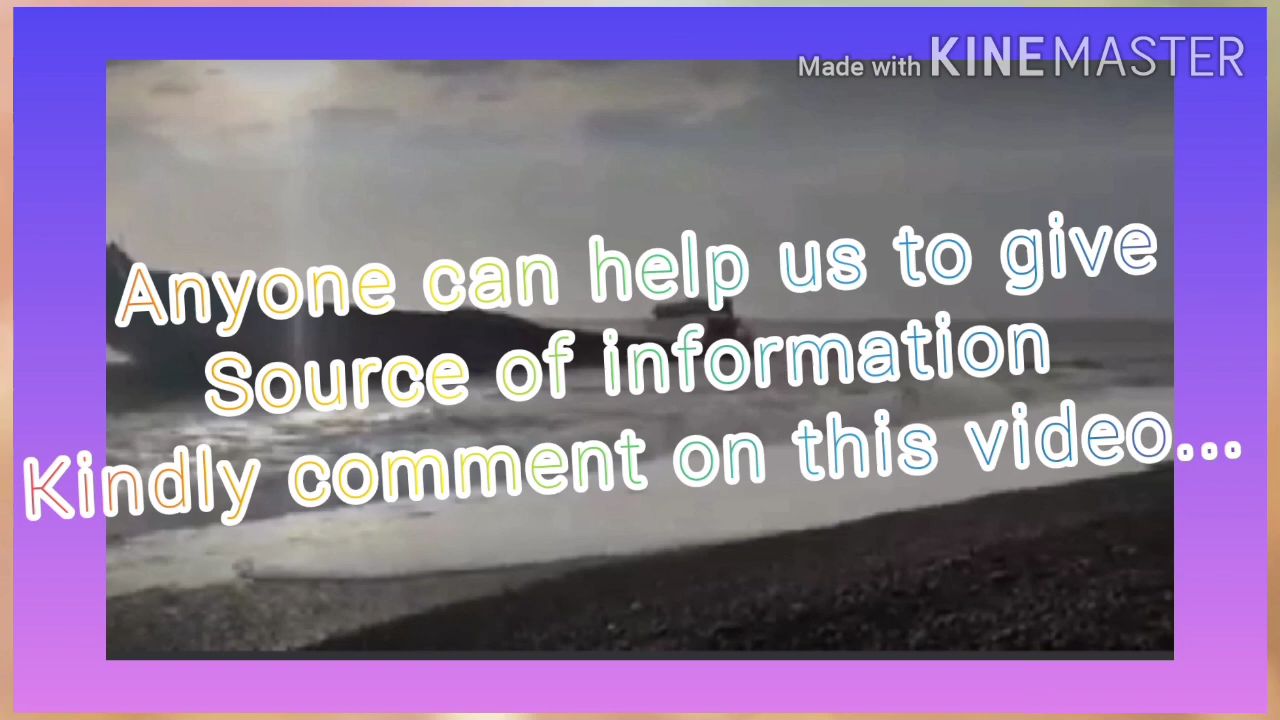 Made with KINEMASTER
Anyone can help us to give
Source of information
Kindly comment on this video...